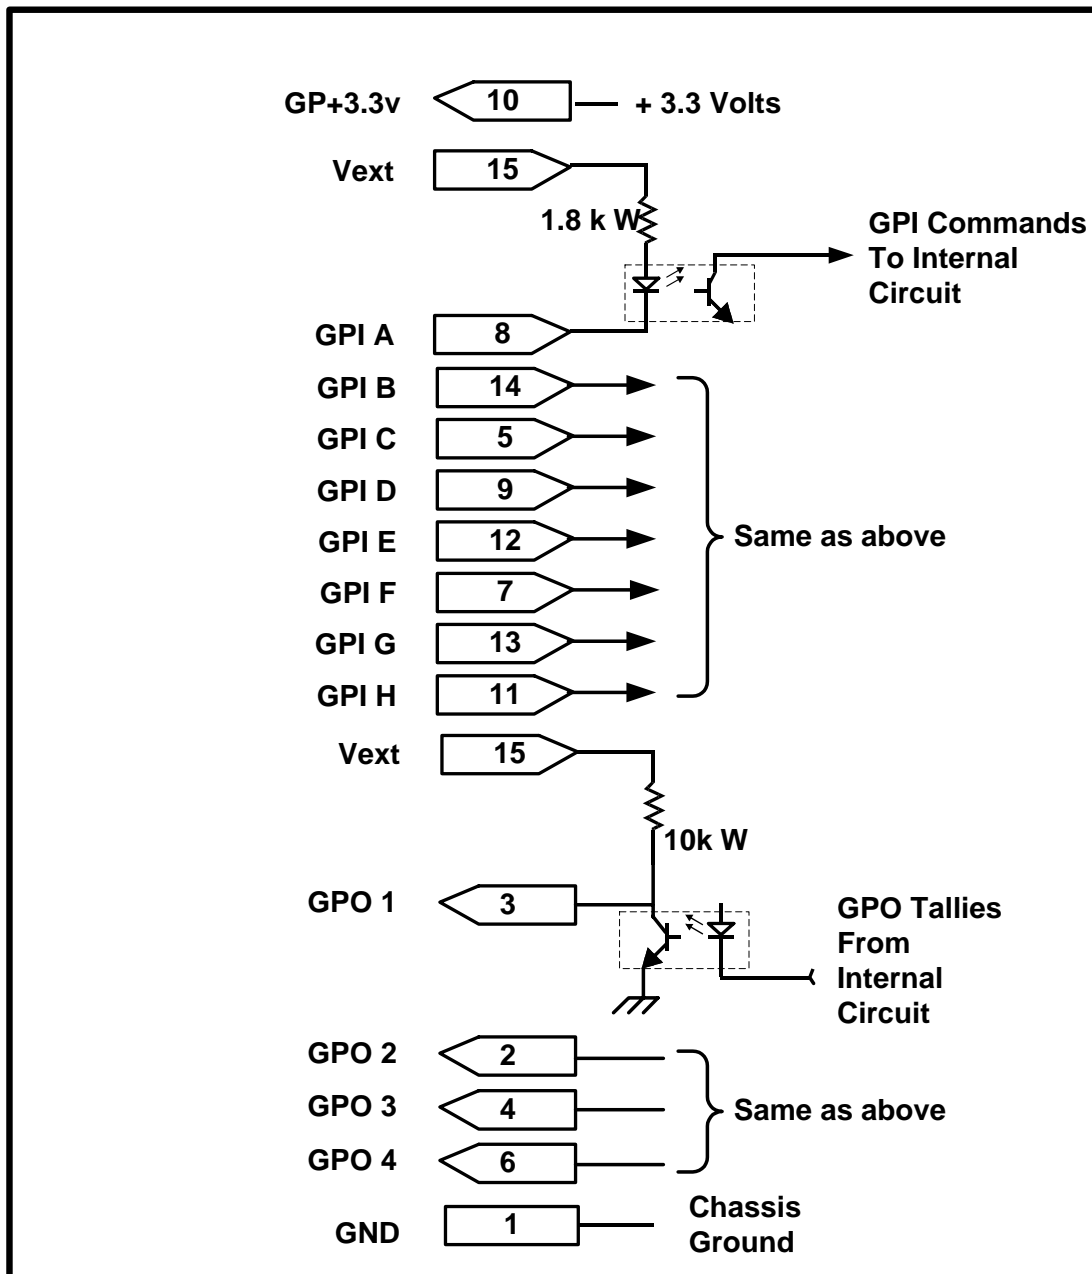 GP+3.3v 10 + 3.3 Volts
Vext 15
1.8 k W
GPI Commands
To Internal
Circuit
GPI A 8
GPI B 14
GPI C 5
GPI D 9
GPI E 12
GPI F 7
GPI G 13
GPI H 11
Same as above
Vext 15
10k W
GPO 1 3
GPO Tallies
From
Internal
Circuit
GPO 2 2
GPO 3 4
GPO 4 6
Same as above
GND 1
Chassis
Ground